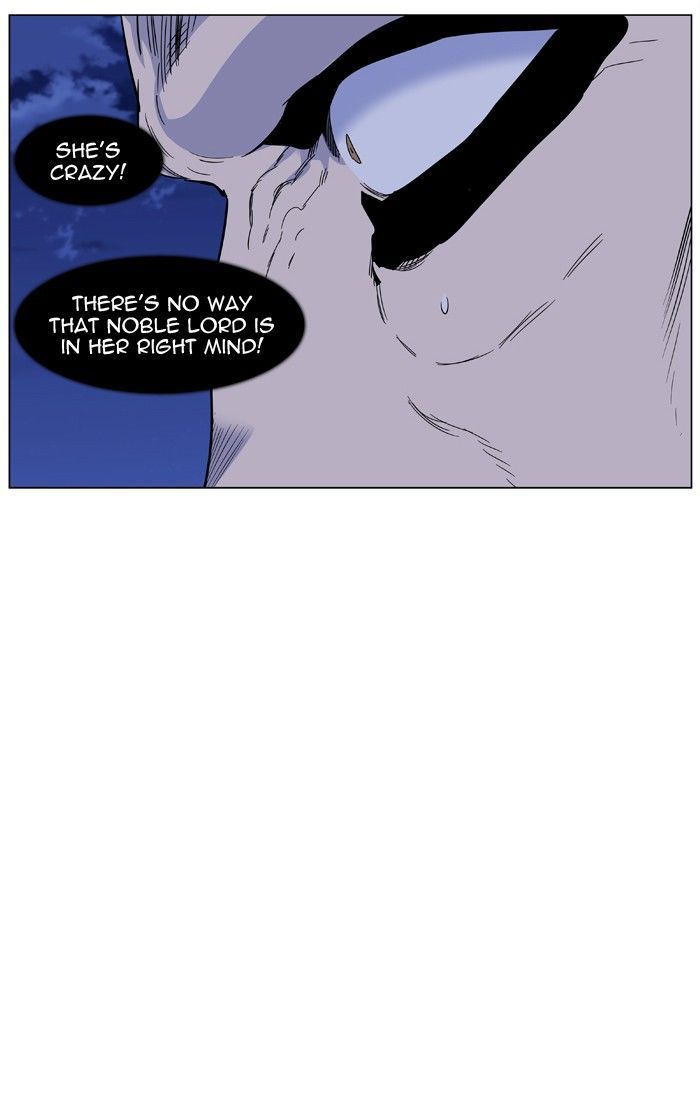 SHE'S
CRAZY!
THERE'S NO WAY
THAT NOBLE LORD IS
IN HER RIGHT MIND!